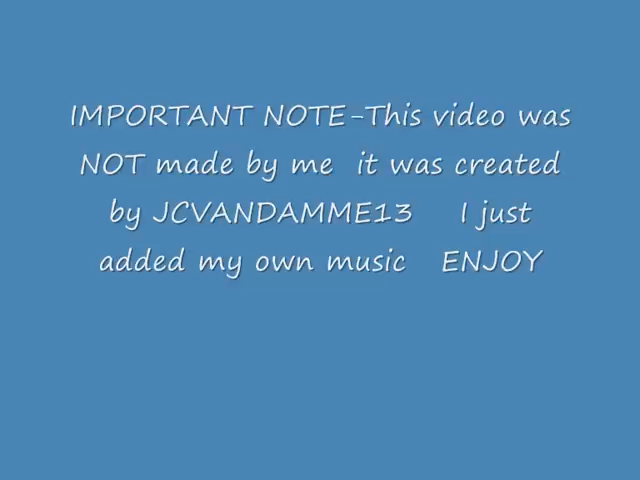 IMPORTANT NOTE-This video was
NOT made by me it was created
by JCVANDAMME13 I just
added my own music ENJOY